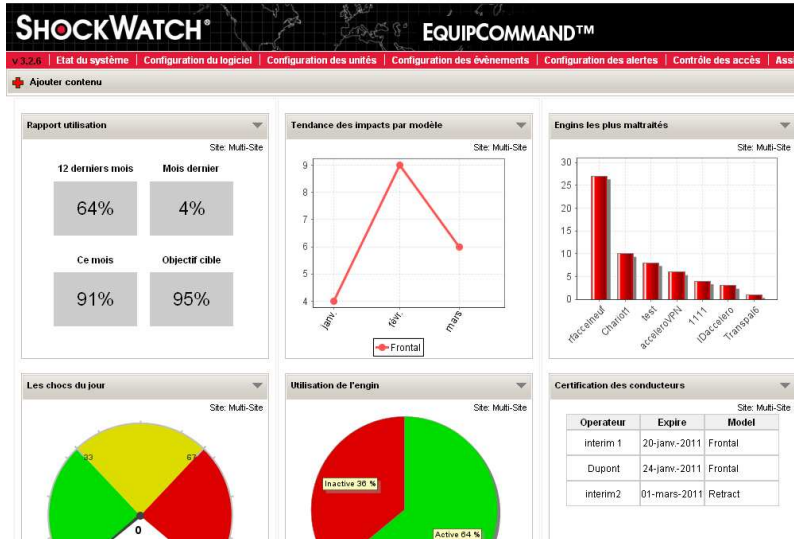 SHOCKWATCH®
EQUIPCOMMAND™
v 3.2.6 | Etat du système | Configuration du logiciel | Configuration des unités | Configuration des évènements | Configuration des alertes | Contrôle des accès | Assi
Ajouter contenu
Rapport utilisation
Site: Multi-Site
12 derniers mois Mois dernier
64% 4%
Ce mois Objectif cible
91% 95%
Tendance des impacts par modèle
Site: Multi-Site
9
8
7
6
5
4
janv. févr. mars
Frontal
Engins les plus maltraités
Site: Multi-Site
30
25
20
15
10
5
0
rfaccelneuf Chariot1 test acceleroVPN 1111 IDaccelero Transpal6
Les chocs du jour
Site: Multi-Site
33 67
0
Utilisation de l'engin
Site: Multi-Site
Inactive 36 %
Active 64 %
Certification des conducteurs
Site: Multi-Site
Operateur Expire Model
interim 1 20-janv.-2011 Frontal
Dupont 24-janv.-2011 Frontal
interim2 01-mars-2011 Retract